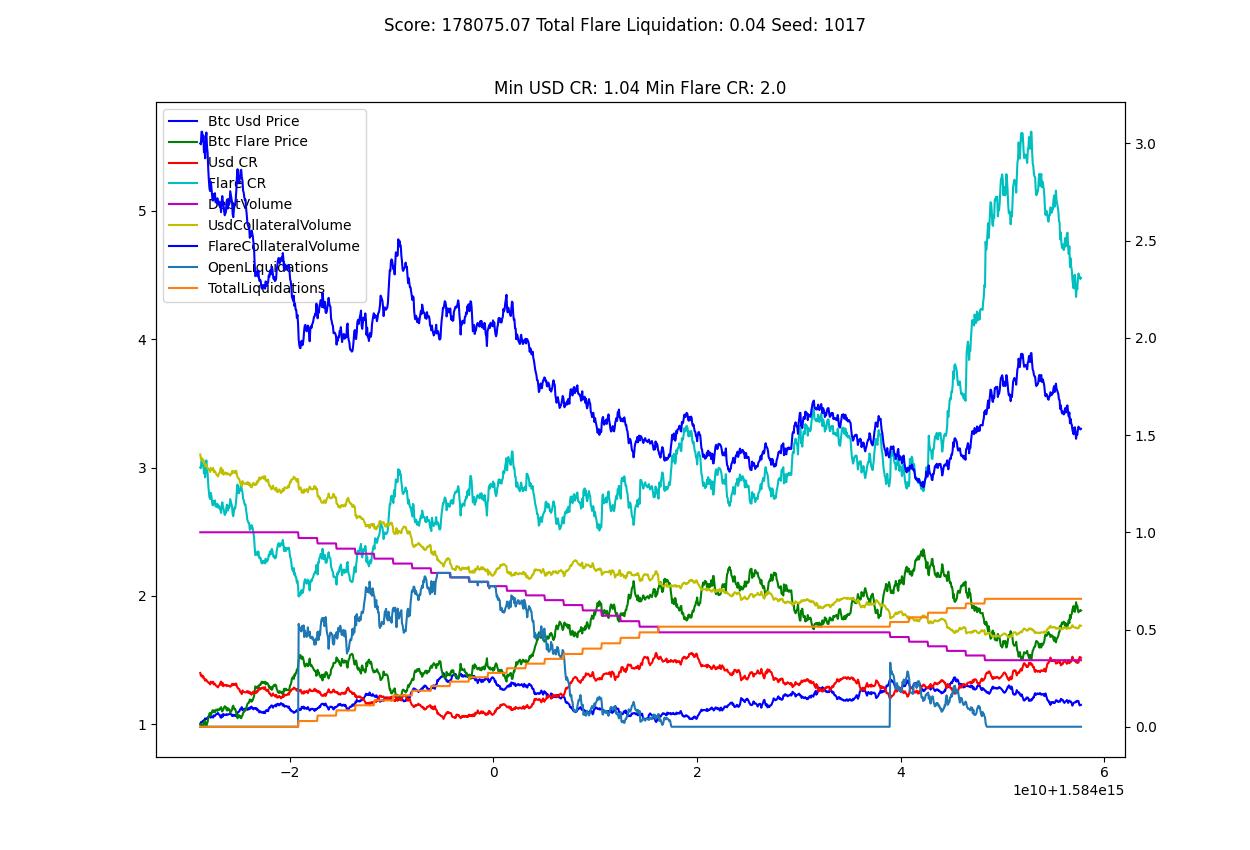 Score: 178075.07 Total Flare Liquidation: 0.04 Seed: 1017
Min USD CR: 1.04 Min Flare CR: 2.0
Btc Usd Price
Btc Flare Price
Usd CR
Flare CR
DebtVolume
UsdCollateralVolume
FlareCollateralVolume
OpenLiquidations
TotalLiquidations
5
4
3
2
1
3.0
2.5
2.0
1.5
1.0
0.5
0.0
−2 0 2 4 6
1e10+1.584e15